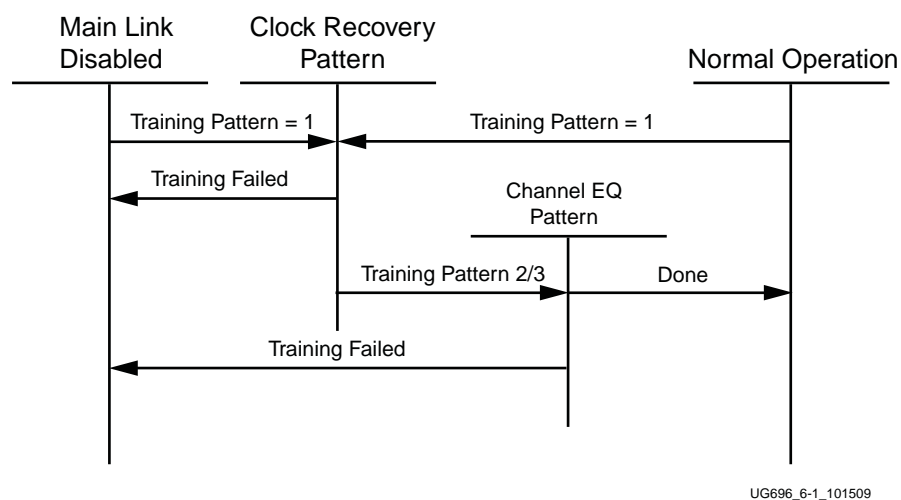 Main Link
Disabled
Clock Recovery
Pattern
Normal Operation
Training Pattern = 1
Training Pattern = 1
Training Failed
Channel EQ
Pattern
Training Pattern 2/3
Done
Training Failed
UG696_6-1_101509